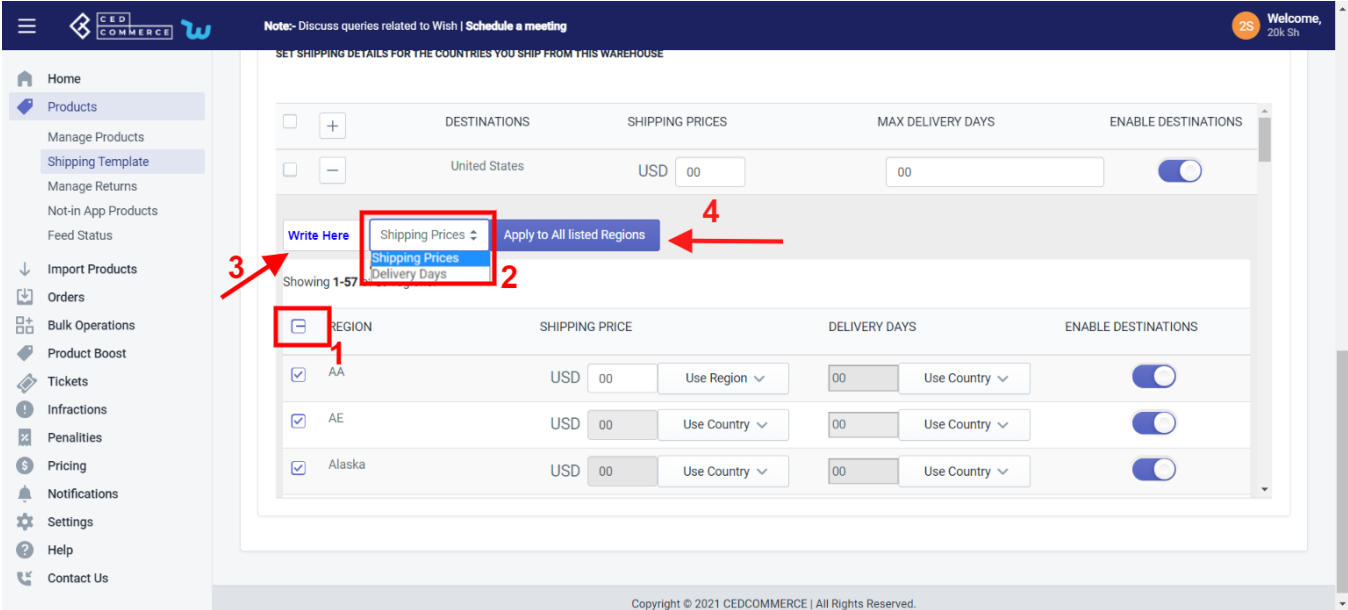 CED
COMMERCE
Note:- Discuss queries related to Wish | Schedule a meeting
2S
Welcome,
20k Sh
SET SHIPPING DETAILS FOR THE COUNTRIES YOU SHIP FROM THIS WAREHOUSE
Home
Products
Manage Products
Shipping Template
Manage Returns
Not-in App Products
Feed Status
Import Products
Orders
Bulk Operations
Product Boost
Tickets
Infractions
Penalities
Pricing
Notifications
Settings
Help
Contact Us
DESTINATIONS SHIPPING PRICES MAX DELIVERY DAYS ENABLE DESTINATIONS
United States USD 00 00
4
Write Here Shipping Prices Apply to All listed Regions
Shipping Prices
Delivery Days
3
2
Showing 1-57
REGION SHIPPING PRICE DELIVERY DAYS ENABLE DESTINATIONS
1
AA USD 00 Use Region 00 Use Country
AE USD 00 Use Country 00 Use Country
Alaska USD 00 Use Country 00 Use Country
Copyright © 2021 CEDCOMMERCE | All Rights Reserved.